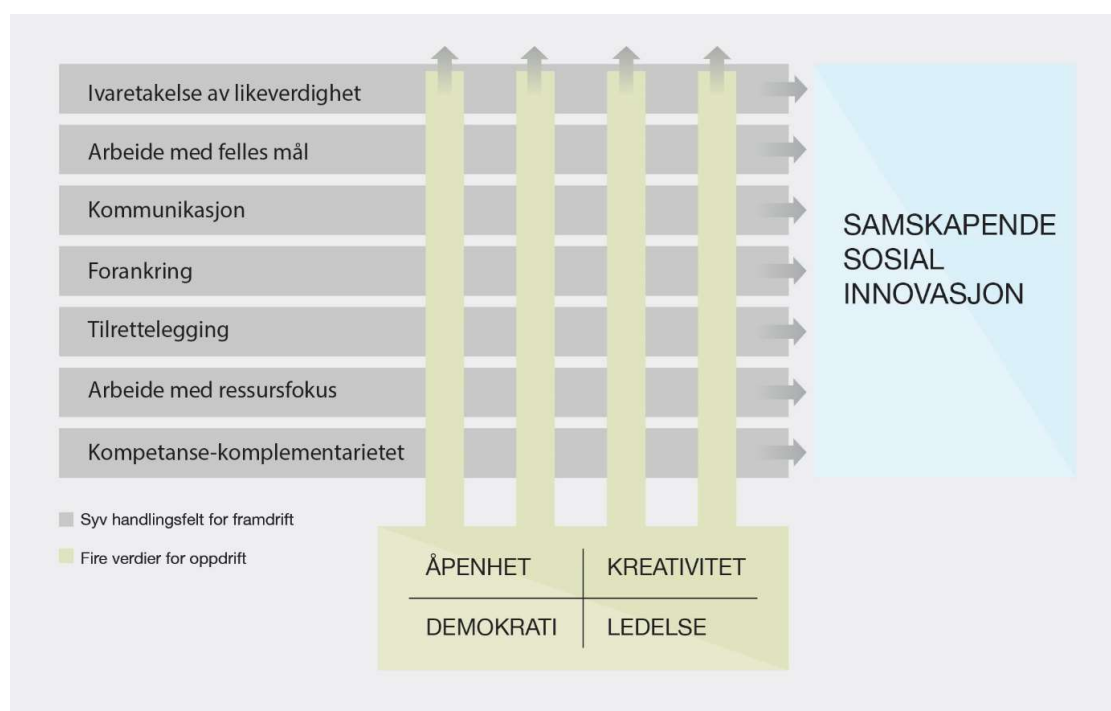 Ivaretakelse av likeverdighet
Arbeide med felles mål
Kommunikasjon
Forankring
Tilrettelegging
Arbeide med ressursfokus
Kompetanse-komplementarietet
SAMSKAPENDE
SOSIAL
INNOVASJON
Syv handlingsfelt for framdrift
Fire verdier for oppdrift
ÅPENHET
KREATIVITET
DEMOKRATI
LEDELSE